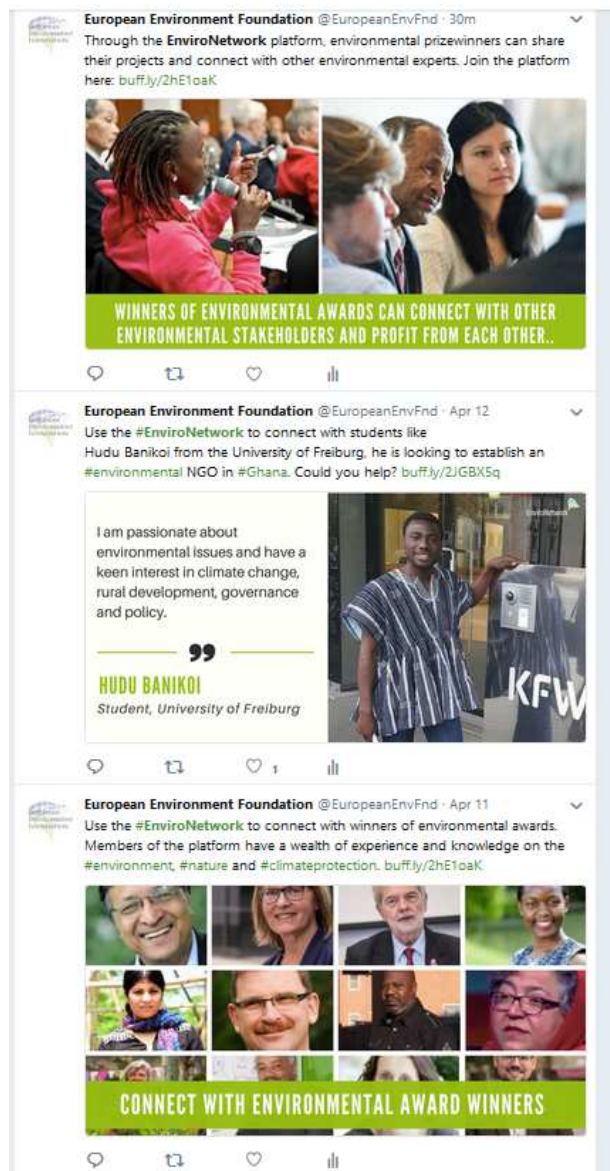 European Environment Foundation @EuropeanEnvFnd · 30m
Through the EnviroNetwork platform, environmental prizewinners can share
their projects and connect with other environmental experts. Join the platform
here: buff.ly/2hE1oaK
WINNERS OF ENVIRONMENTAL AWARDS CAN CONNECT WITH OTHER
ENVIRONMENTAL STAKEHOLDERS AND PROFIT FROM EACH OTHER..
European Environment Foundation @EuropeanEnvFnd · Apr 12
Use the #EnviroNetwork to connect with students like
Hudu Banikoi from the University of Freiburg, he is looking to establish an
#environmental NGO in #Ghana. Could you help? buff.ly/2JGBX5q
I am passionate about
environmental issues and have a
keen interest in climate change,
rural development, governance
and policy.
HUDU BANIKOI
Student, University of Freiburg
KFW
1
European Environment Foundation @EuropeanEnvFnd · Apr 11
Use the #EnviroNetwork to connect with winners of environmental awards.
Members of the platform have a wealth of experience and knowledge on the
#environment, #nature and #climateprotection. buff.ly/2hE1oaK
CONNECT WITH ENVIRONMENTAL AWARD WINNERS